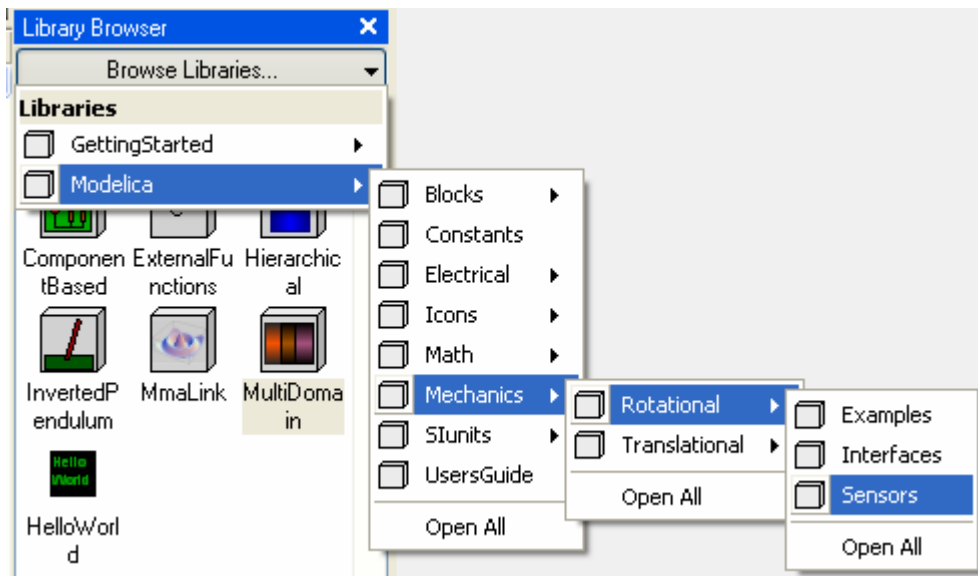 Library Browser
Browse Libraries...
Libraries
GettingStarted
Modelica
Componen
tBased
ExternalFu
nctions
Hierarchic
al
InvertedP
endulum
MmaLink
MultiDoma
in
Hello
World
HelloWorl
d
Blocks
Constants
Electrical
Icons
Math
Mechanics
SIunits
UsersGuide
Open All
Rotational
Translational
Open All
Examples
Interfaces
Sensors
Open All